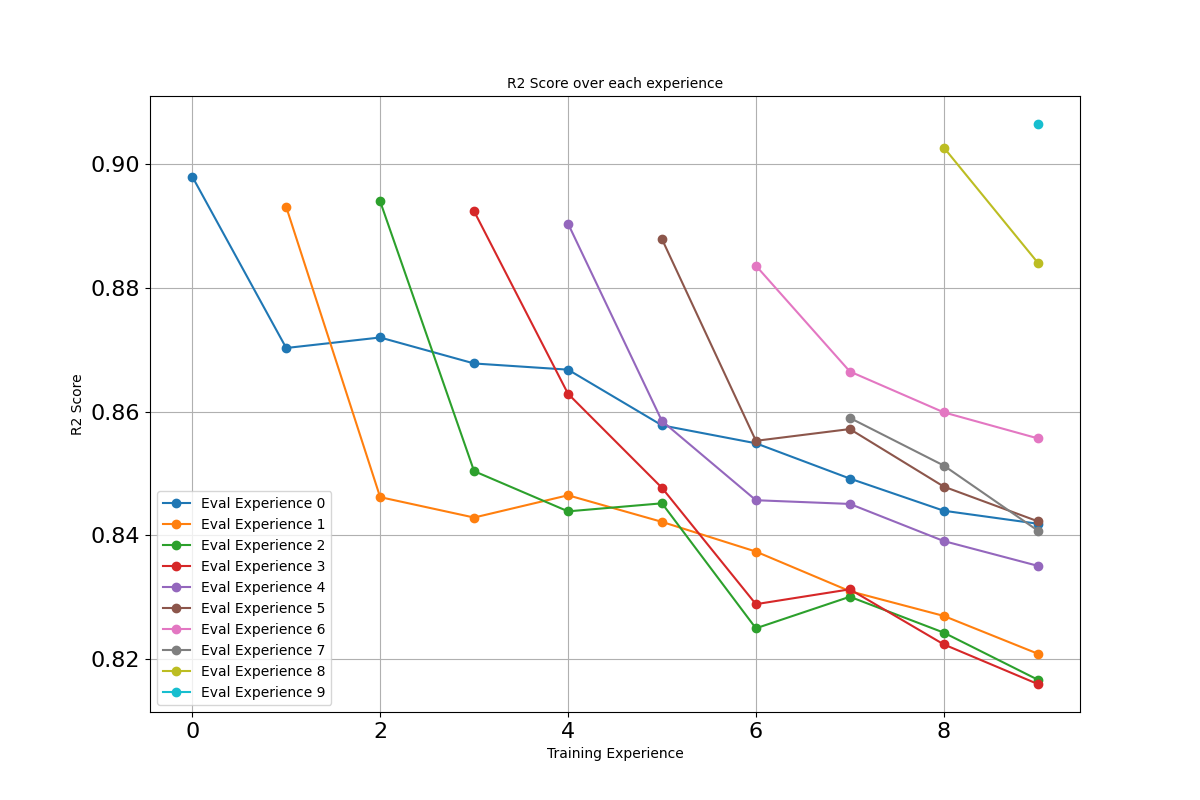 R2 Score over each experience
R2 Score
0.90
0.88
0.86
0.84
0.82
Eval Experience 0
Eval Experience 1
Eval Experience 2
Eval Experience 3
Eval Experience 4
Eval Experience 5
Eval Experience 6
Eval Experience 7
Eval Experience 8
Eval Experience 9
0 2 4 6 8
Training Experience